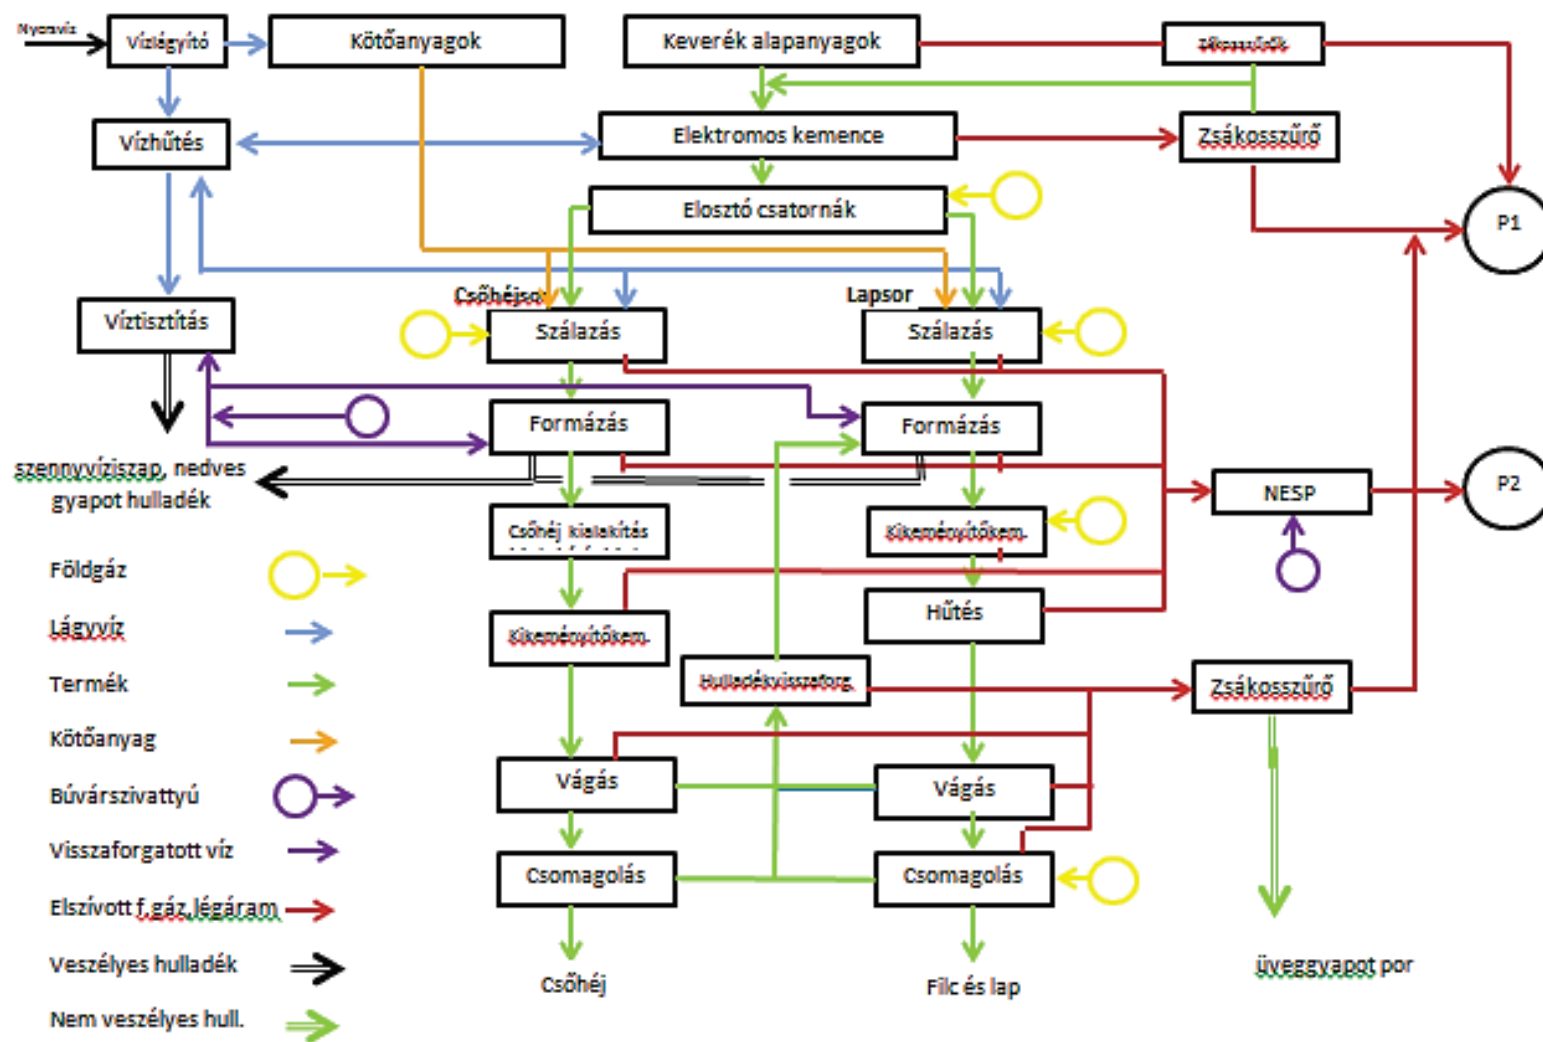 Nyersvíz
Vízlágyító
Kötőanyagok
Keverék alapanyagok
Zsákosszűrők
Vízhűtés
Elektromos kemence
Zsákosszűrő
Elosztó csatornák
P1
Csőhéjsor
Lapsor
Víztisztítás
Szálazás
Szálazás
Formázás
Formázás
szennyvíziszap, nedves
gyapot hulladék
NESP
P2
Csőhéj kialakítás
Kikeményítőkem.
Földgáz
Hűtés
Lágyvíz
Kikeményítőkem.
Termék
Hulladékvisszaforg.
Zsákosszűrő
Kötőanyag
Vágás
Vágás
Búvárszivattyú
Visszaforgatott víz
Csomagolás
Csomagolás
Elszívott f.gáz,légáram
Veszélyes hulladék
Csőhéj
Filc és lap
üveggyapot por
Nem veszélyes hull.